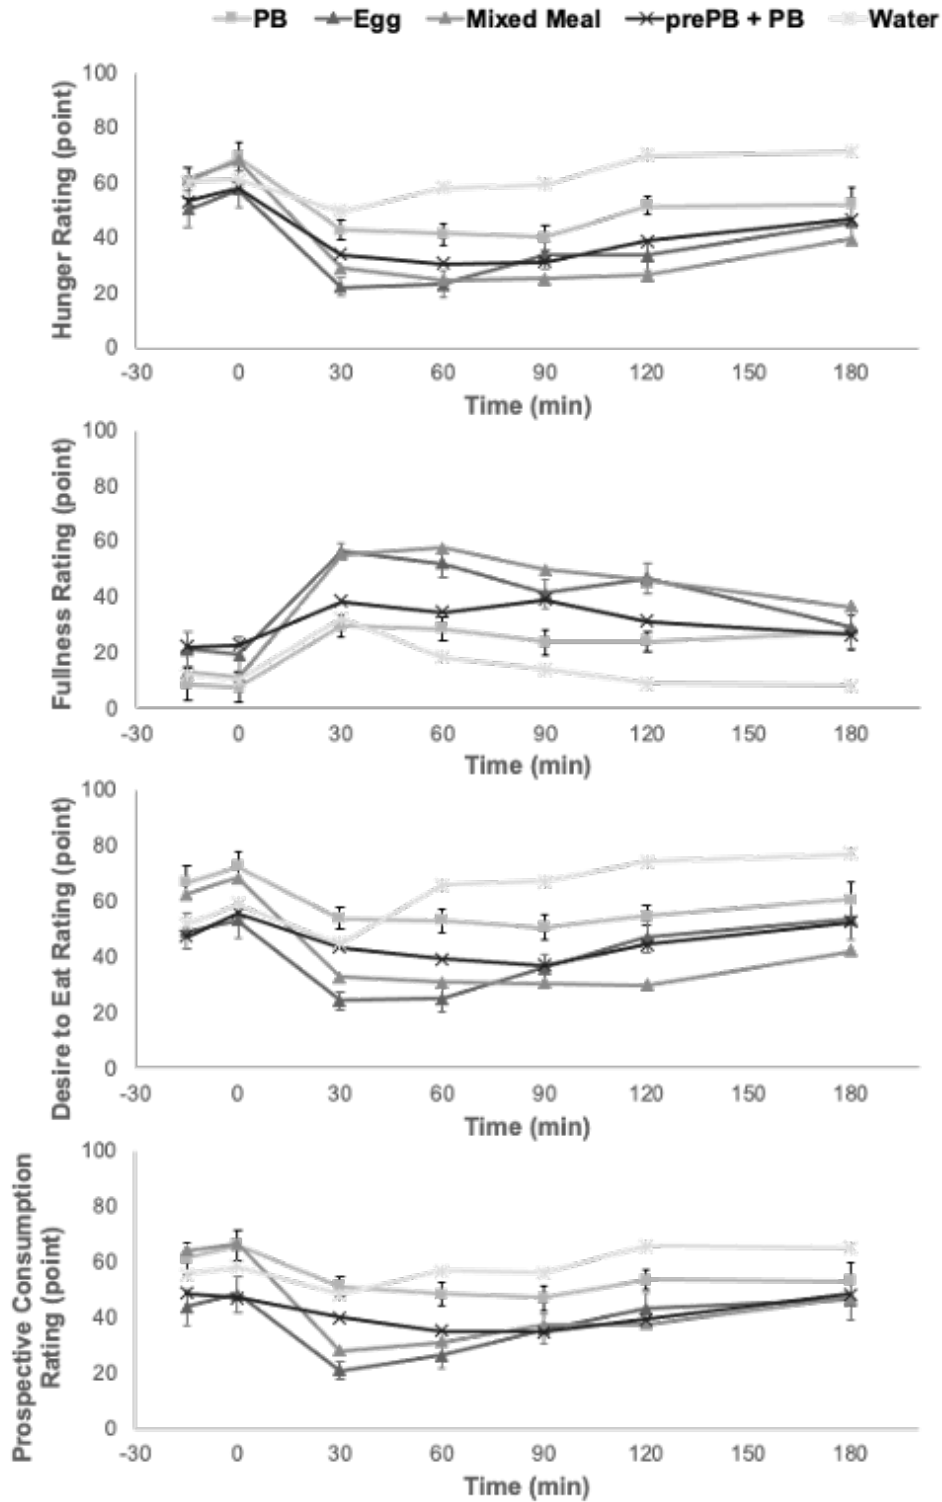 PB Egg Mixed Meal prePB + PB Water
Hunger Rating (point)
100
80
60
40
20
0
-30 0 30 60 90 120 150 180
Time (min)
Fullness Rating (point)
100
80
60
40
20
0
-30 0 30 60 90 120 150 180
Time (min)
Desire to Eat Rating (point)
100
80
60
40
20
0
-30 0 30 60 90 120 150 180
Time (min)
Prospective Consumption
Rating (point)
100
80
60
40
20
0
-30 0 30 60 90 120 150 180
Time (min)